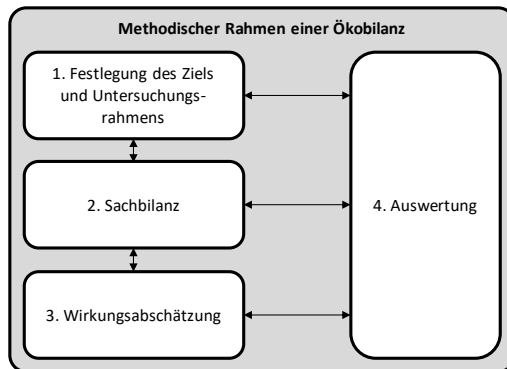 Methodischer Rahmen einer Ökobilanz
1. Festlegung des Ziels
und Untersuchungs-
rahmens
2. Sachbilanz
3. Wirkungsabschätzung
4. Auswertung